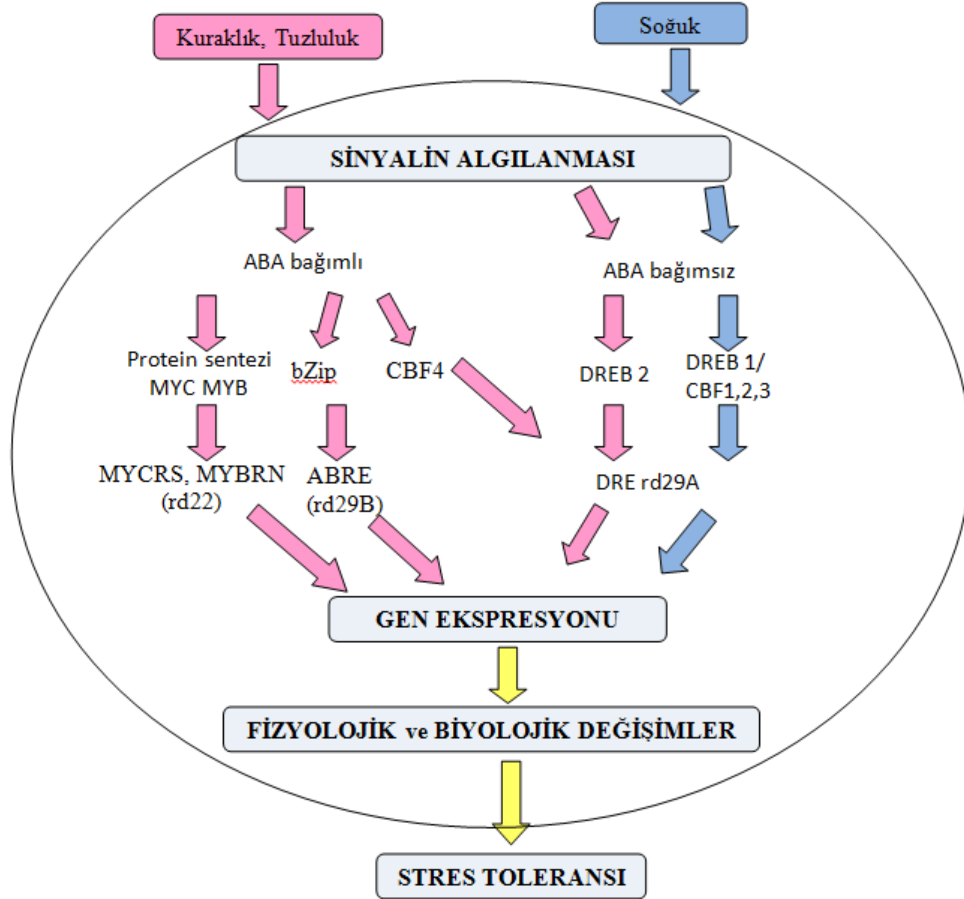 Kuraklık, Tuzluluk
Soğuk
SİNYALİN ALGILANMASI
ABA bağımlı
ABA bağımsız
Protein sentezi
MYC MYB
bZip
CBF4
DREB 2
DREB 1/
CBF1,2,3
MYCRS, MYBRN
(rd22)
ABRE
(rd29B)
DRE rd29A
GEN EKSPRESYONU
FİZYOLOJİK ve BİYOLOJİK DEĞİŞİMLER
STRES TOLERANSI